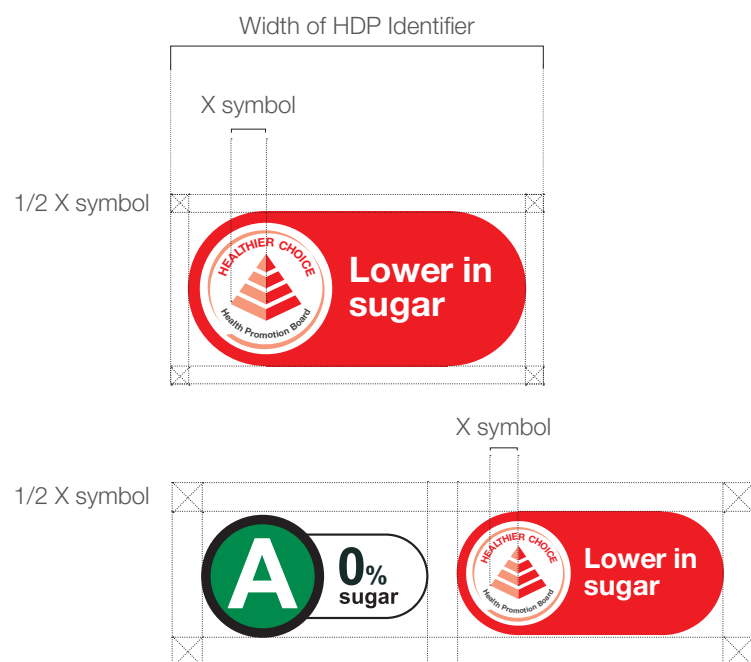 Width of HDP Identifier
X symbol
1/2 X symbol
HEALTHIER CHOICE
Health Promotion Board
Lower in
sugar
X symbol
1/2 X symbol
A
0%
sugar
HEALTHIER CHOICE
Health Promotion Board
Lower in
sugar